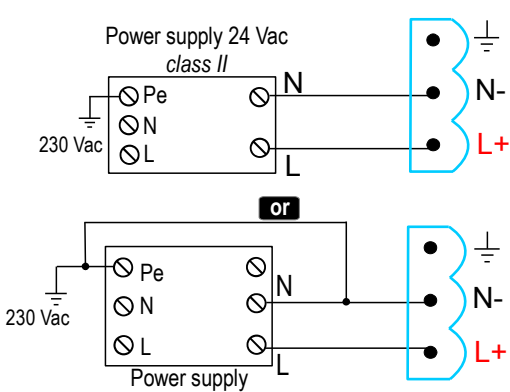 Power supply 24 Vac
class II
Pe
N
N
L
230 Vac
L
N-
L+
or
Pe
N
N
L
230 Vac
L
Power supply
N-
L+